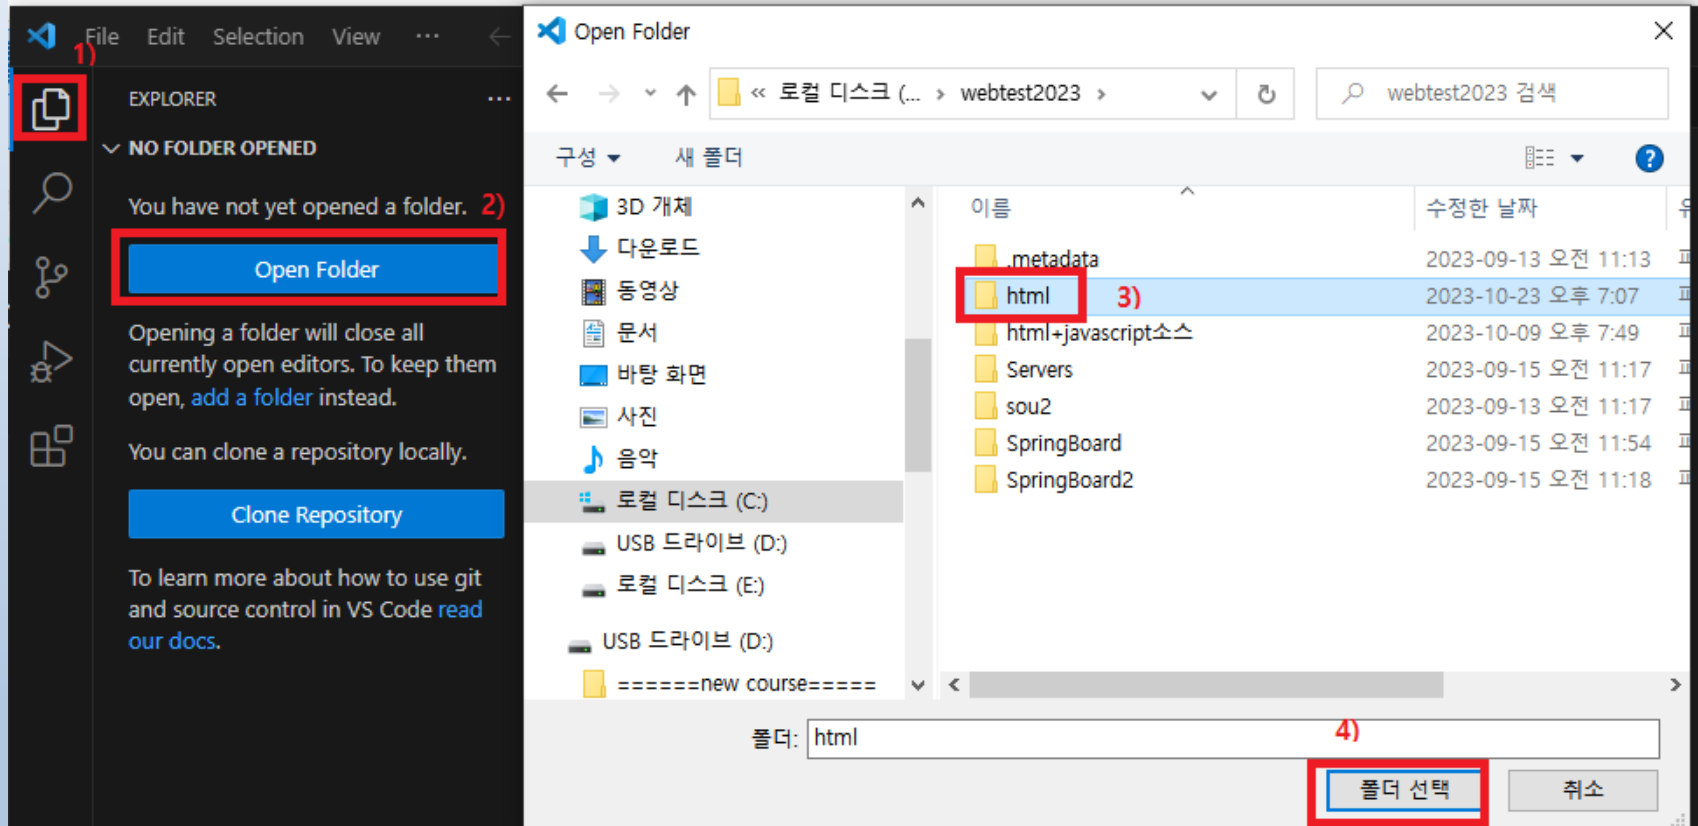 File Edit Selection View ...
1)
EXPLORER ...
NO FOLDER OPENED
You have not yet opened a folder. 2)
Open Folder
Opening a folder will close all
currently open editors. To keep them
open, add a folder instead.
You can clone a repository locally.
Clone Repository
To learn more about how to use git
and source control in VS Code read
our docs.
Open Folder
« 로컬 디스크 (... › webtest2023 ›
webtest2023 검색
구성 새 폴더
3D 개체
다운로드
동영상
문서
바탕 화면
사진
음악
로컬 디스크 (C:)
USB 드라이브 (D:)
로컬 디스크 (E:)
USB 드라이브 (D:)
======new course=====
이름 수정한 날짜
.metadata 2023-09-13 오전 11:13
html 3) 2023-10-23 오후 7:07
html+javascript소스 2023-10-09 오후 7:49
Servers 2023-09-15 오전 11:17
sou2 2023-09-13 오전 11:17
SpringBoard 2023-09-15 오전 11:54
SpringBoard2 2023-09-15 오전 11:18
폴더: html
4)
폴더 선택 취소